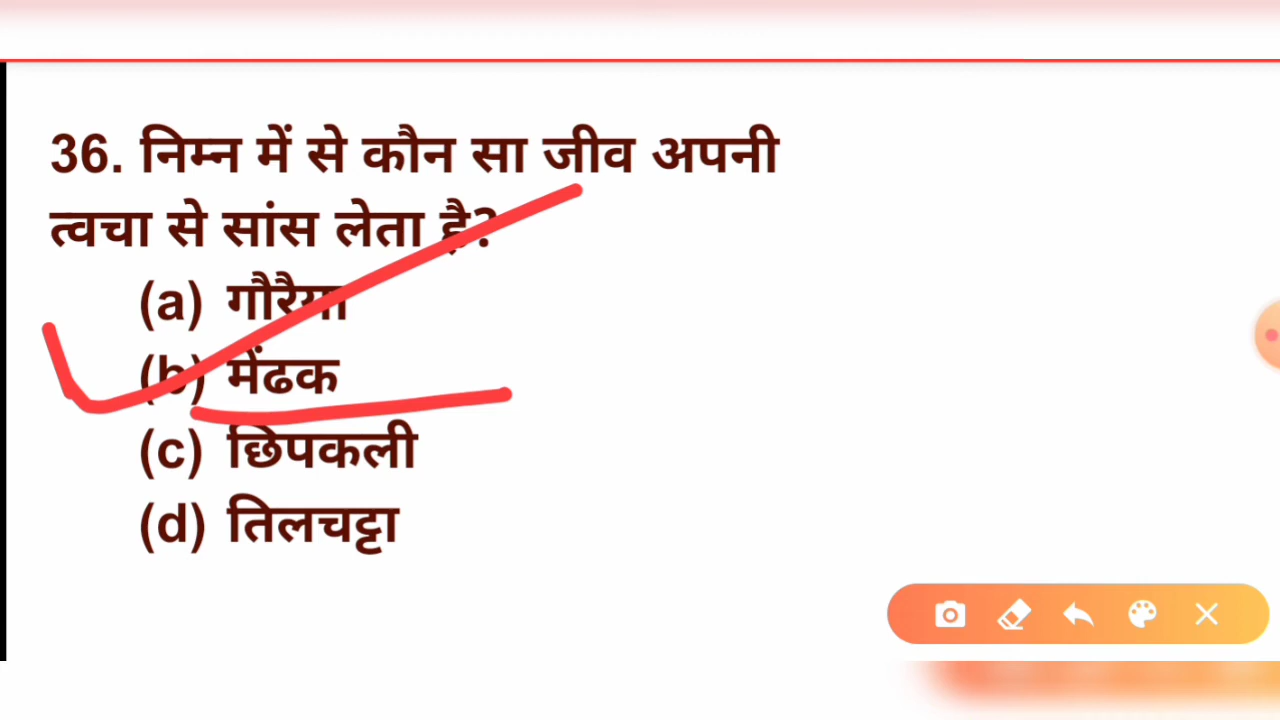 36. निम्न में से कौन सा जीव अपनी
त्वचा से सांस लेता है?
(a) गौरैया
(b) मेंढक
(c) छिपकली
(d) तिलचट्टा